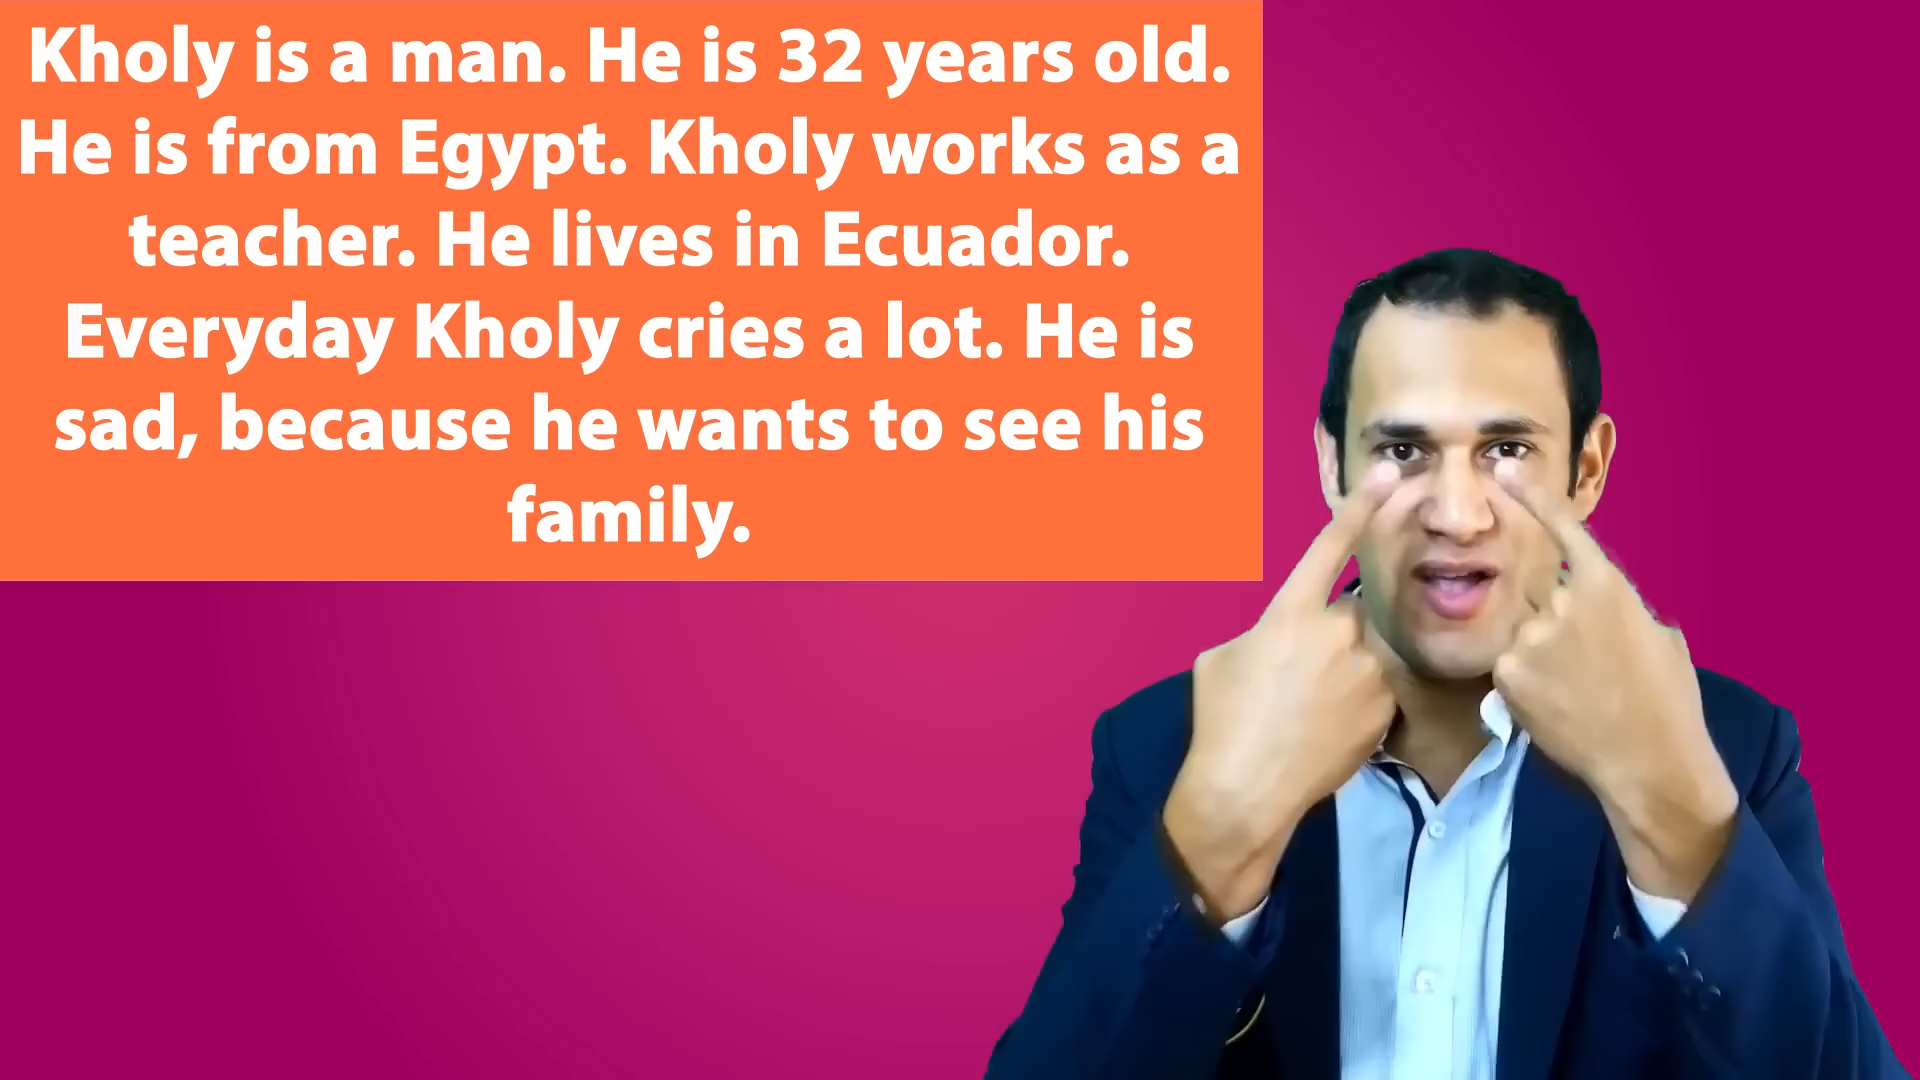 Kholy is a man. He is 32 years old.
He is from Egypt. Kholy works as a
teacher. He lives in Ecuador.
Everyday Kholy cries a lot. He is
sad, because he wants to see his
family.